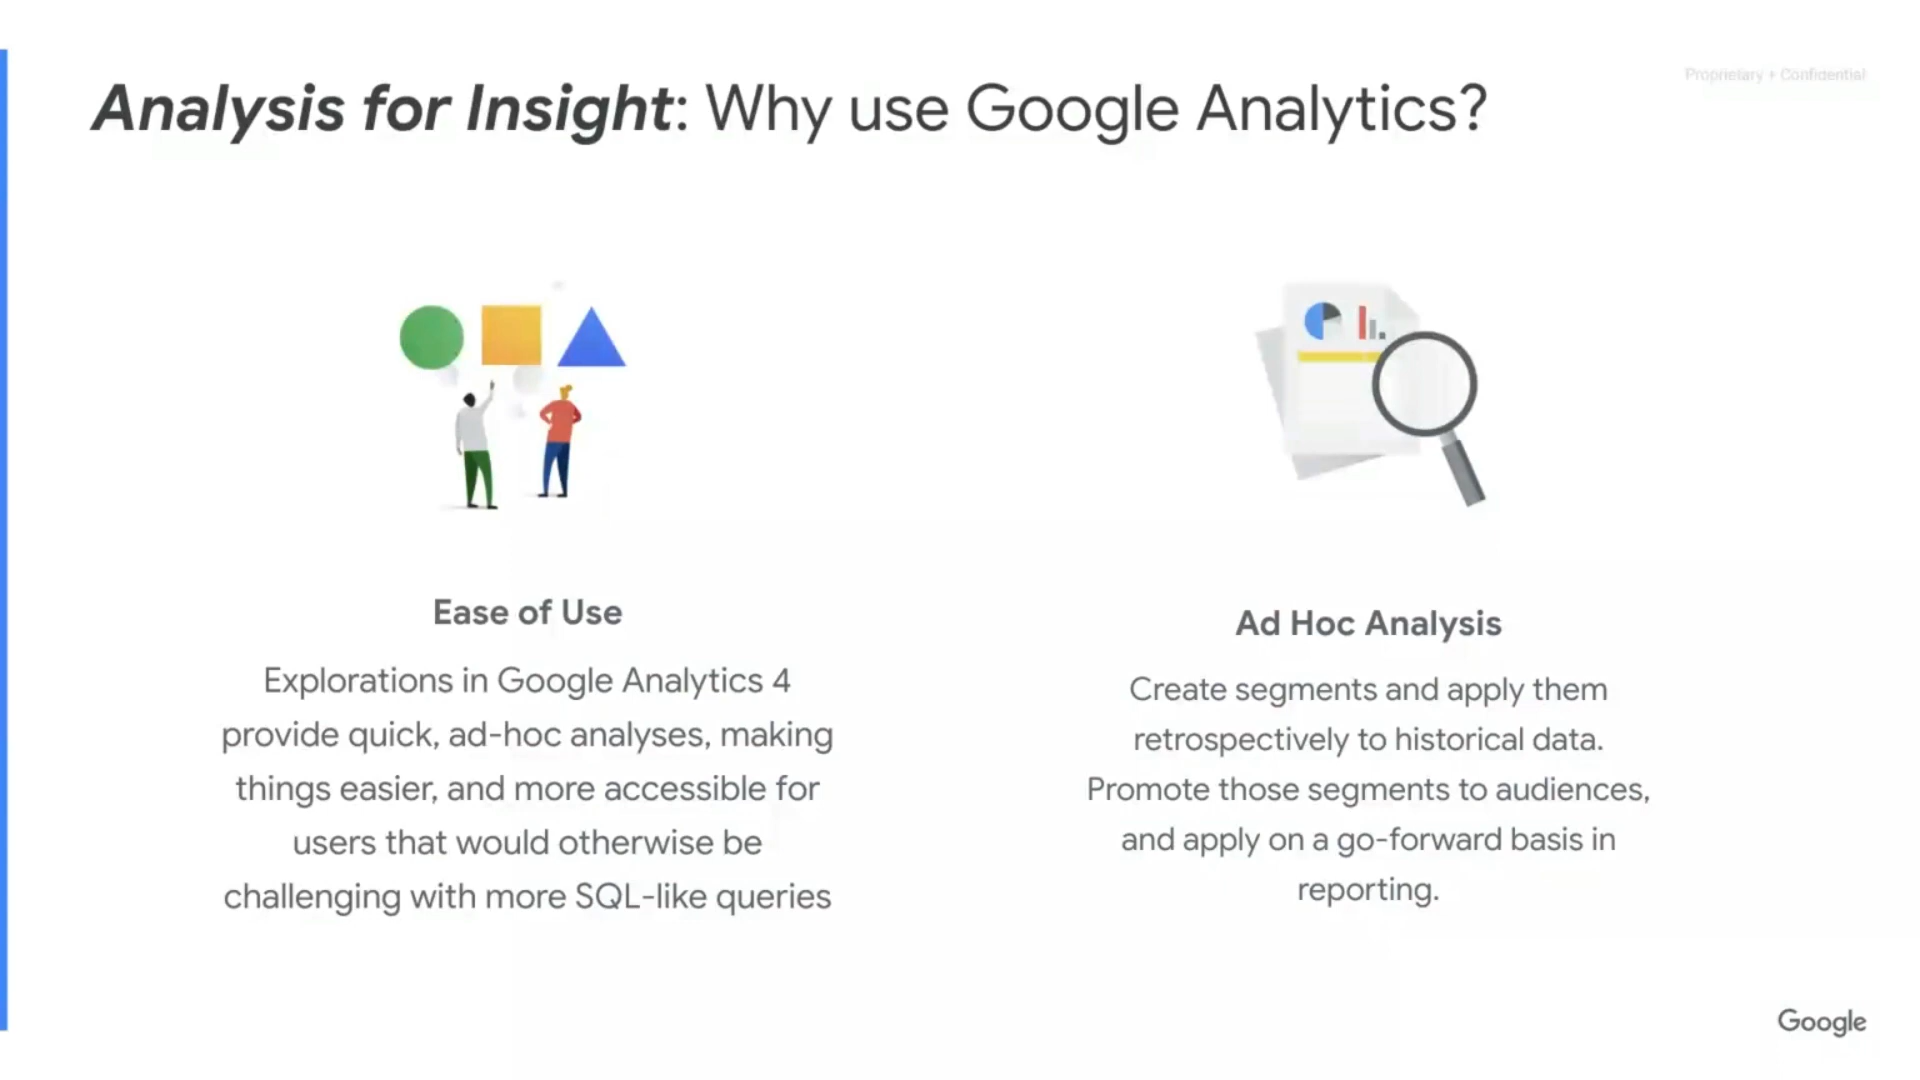 Proprietary + Confidential
Analysis for Insight: Why use Google Analytics?
Ease of Use
Explorations in Google Analytics 4
provide quick, ad-hoc analyses, making
things easier, and more accessible for
users that would otherwise be
challenging with more SQL-like queries
Ad Hoc Analysis
Create segments and apply them
retrospectively to historical data.
Promote those segments to audiences,
and apply on a go-forward basis in
reporting.
Google